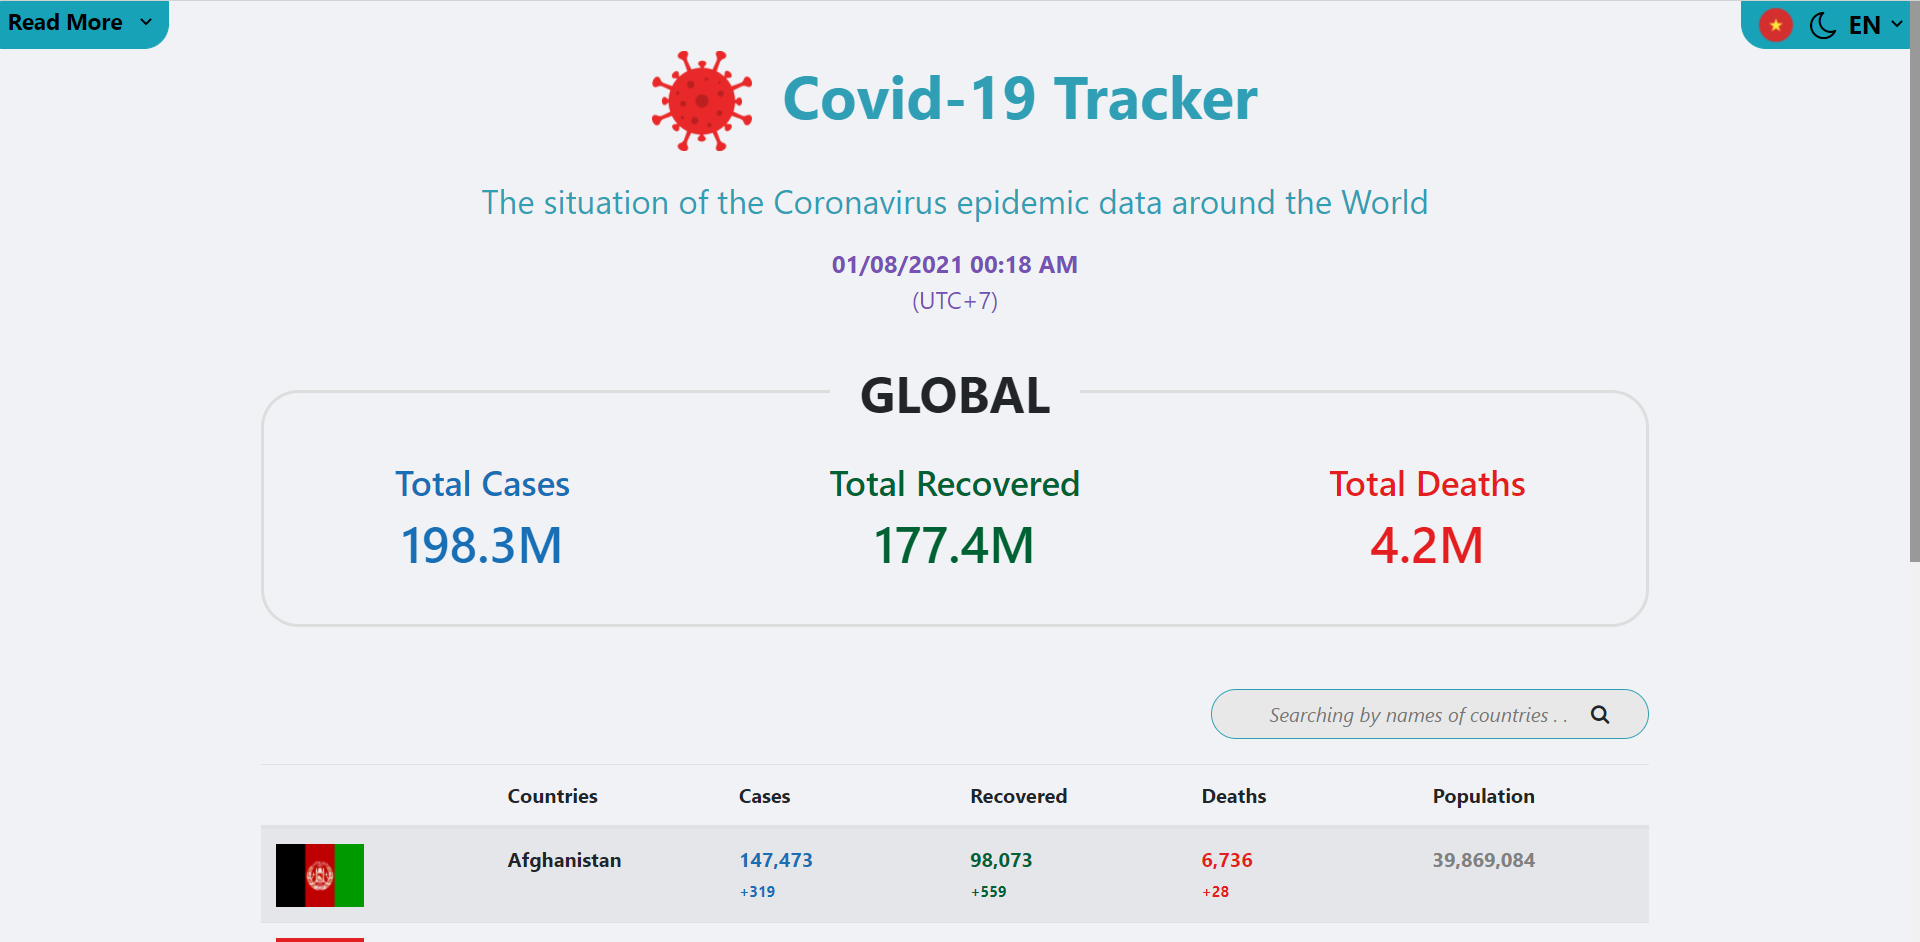 Read More
EN
Covid-19 Tracker
The situation of the Coronavirus epidemic data around the World
01/08/2021 00:18 AM
(UTC+7)
GLOBAL
Total Cases
198.3M
Total Recovered
177.4M
Total Deaths
4.2M
Searching by names of countries . .
Countries Cases Recovered Deaths Population
Afghanistan 147,473 98,073 6,736 39,869,084
+319 +559 +28